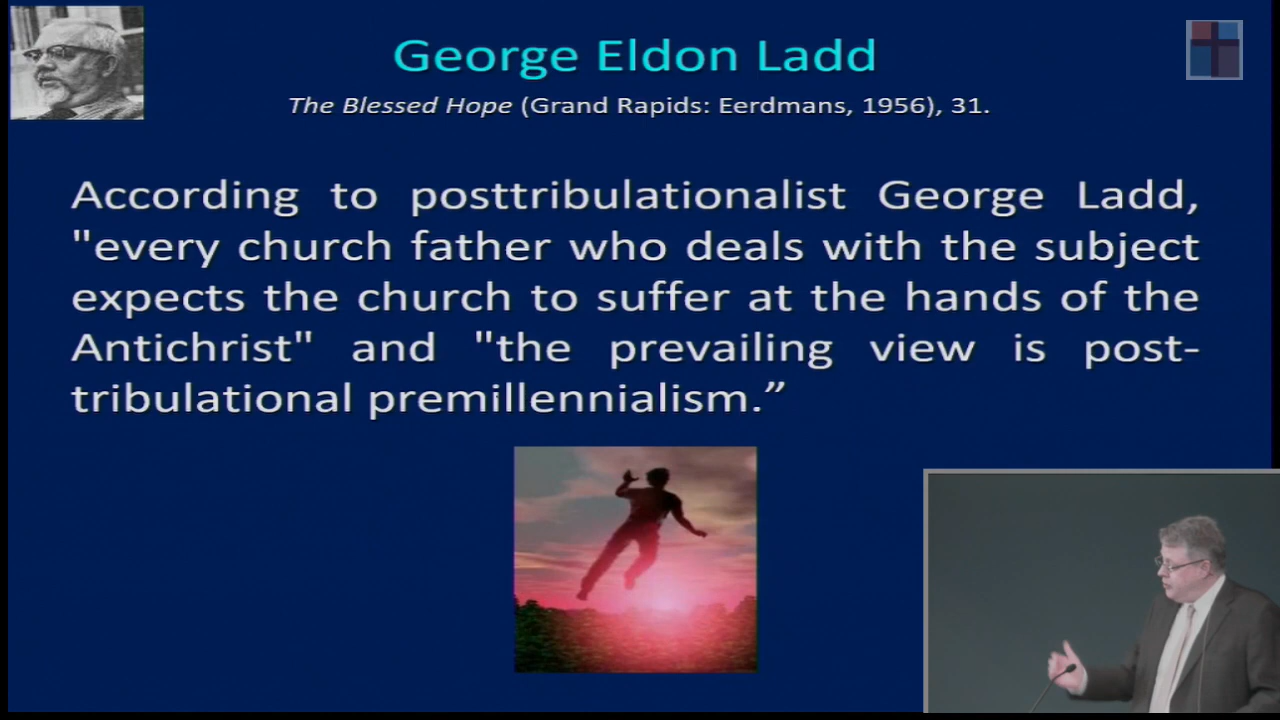 George Eldon Ladd
The Blessed Hope (Grand Rapids: Eerdmans, 1956), 31.
According to posttribulationalist George Ladd,
"every church father who deals with the subject
expects the church to suffer at the hands of the
Antichrist" and "the prevailing view is post-
tribulational premillennialism.”